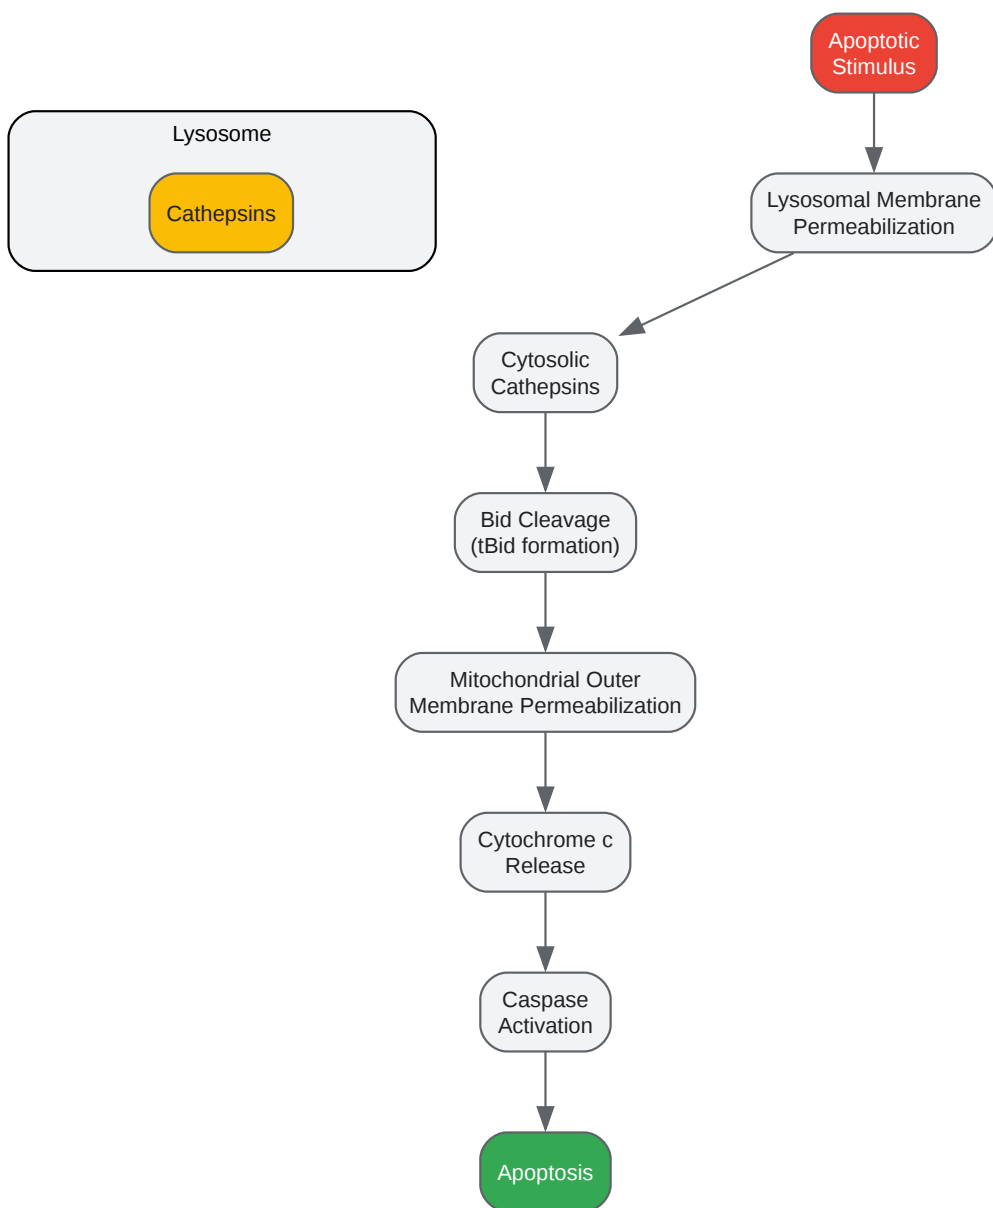 Apoptotic
Stimulus
Lysosome
Cathepsins
Lysosomal Membrane
Permeabilization
Cytosolic
Cathepsins
Bid Cleavage
(tBid formation)
Mitochondrial Outer
Membrane Permeabilization
Cytochrome c
Release
Caspase
Activation
Apoptosis